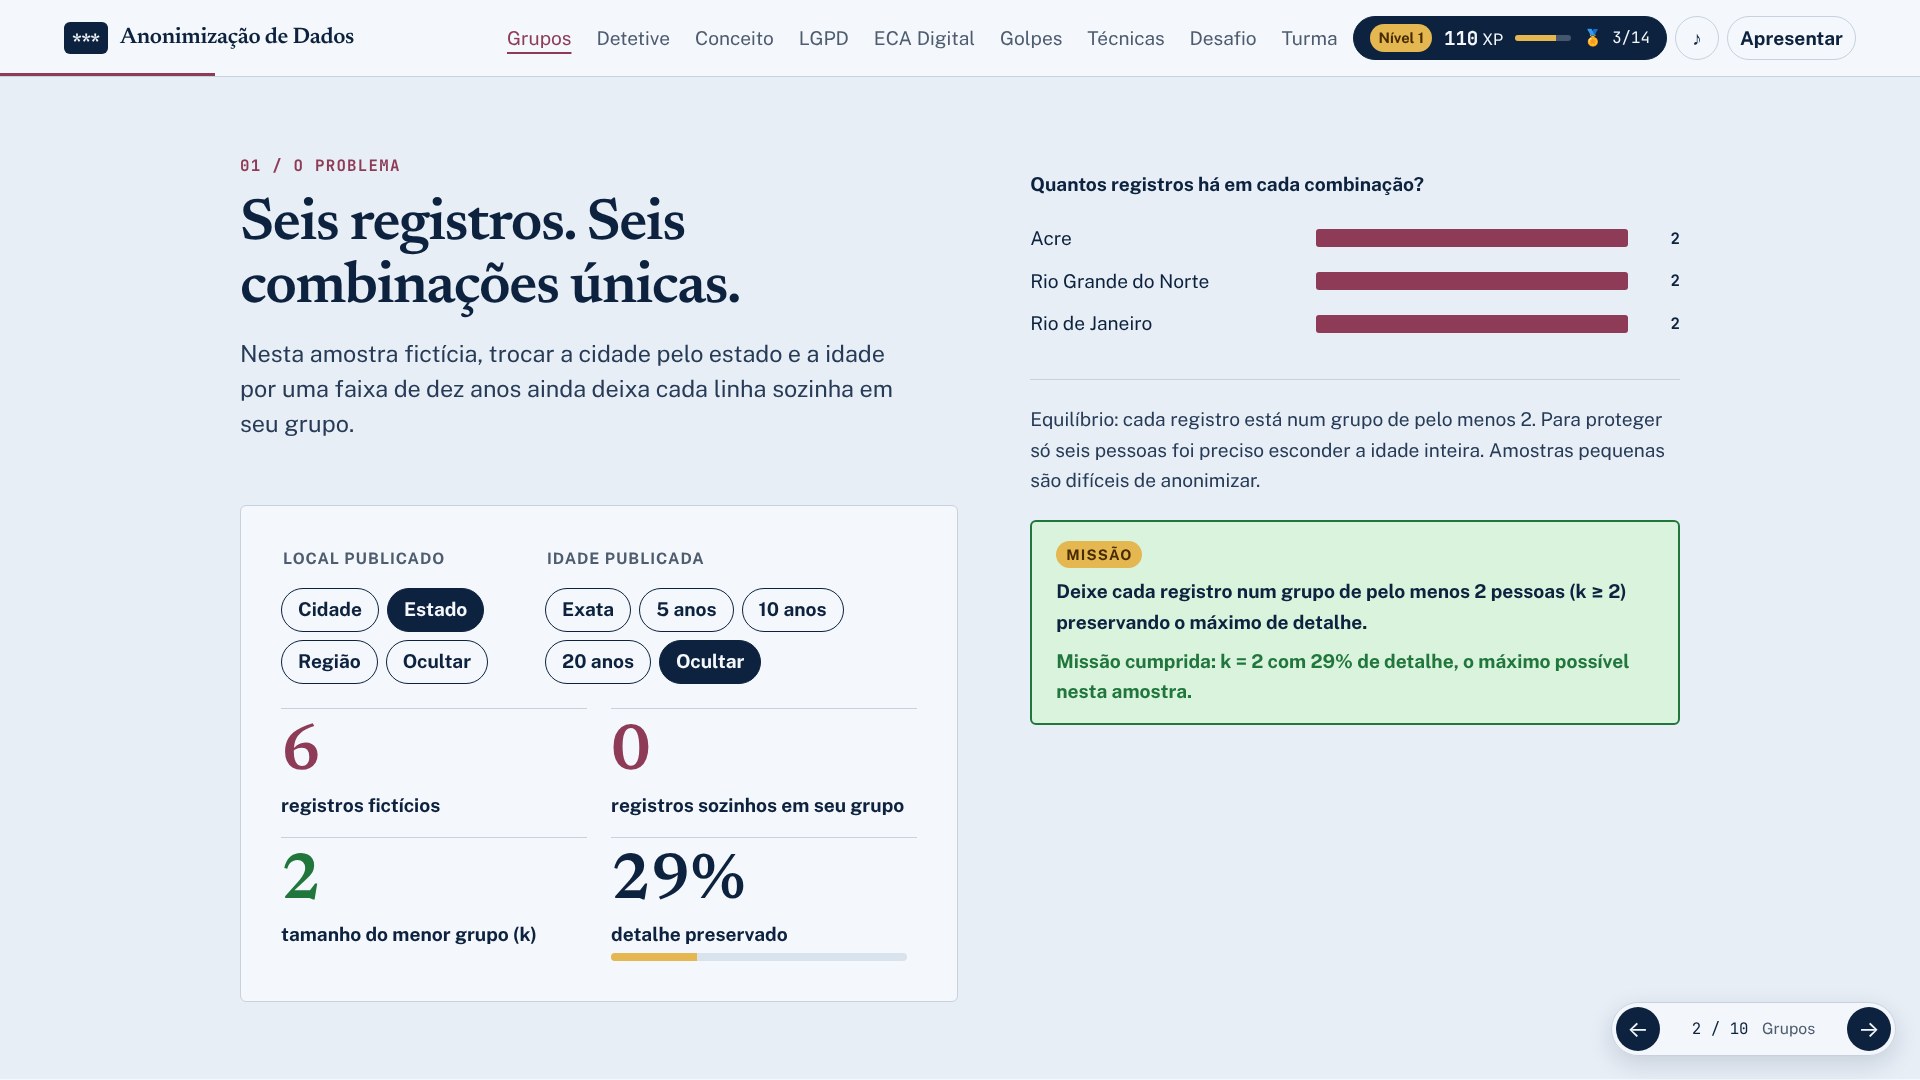 *** Anonimização de Dados
Grupos Detetive Conceito LGPD ECA Digital Golpes Técnicas Desafio Turma
Nível 1 110 XP 3/14
♪
Apresentar
01 / O PROBLEMA
Seis registros. Seis
combinações únicas.
Nesta amostra fictícia, trocar a cidade pelo estado e a idade
por uma faixa de dez anos ainda deixa cada linha sozinha em
seu grupo.
LOCAL PUBLICADO
Cidade Estado
Região Ocultar
IDADE PUBLICADA
Exata 5 anos 10 anos
20 anos Ocultar
6
registros fictícios
0
registros sozinhos em seu grupo
2
tamanho do menor grupo (k)
29%
detalhe preservado
Quantos registros há em cada combinação?
Acre 2
Rio Grande do Norte 2
Rio de Janeiro 2
Equilíbrio: cada registro está num grupo de pelo menos 2. Para proteger
só seis pessoas foi preciso esconder a idade inteira. Amostras pequenas
são difíceis de anonimizar.
MISSÃO
Deixe cada registro num grupo de pelo menos 2 pessoas (k ≥ 2)
preservando o máximo de detalhe.
Missão cumprida: k = 2 com 29% de detalhe, o máximo possível
nesta amostra.
← 2 / 10 Grupos →